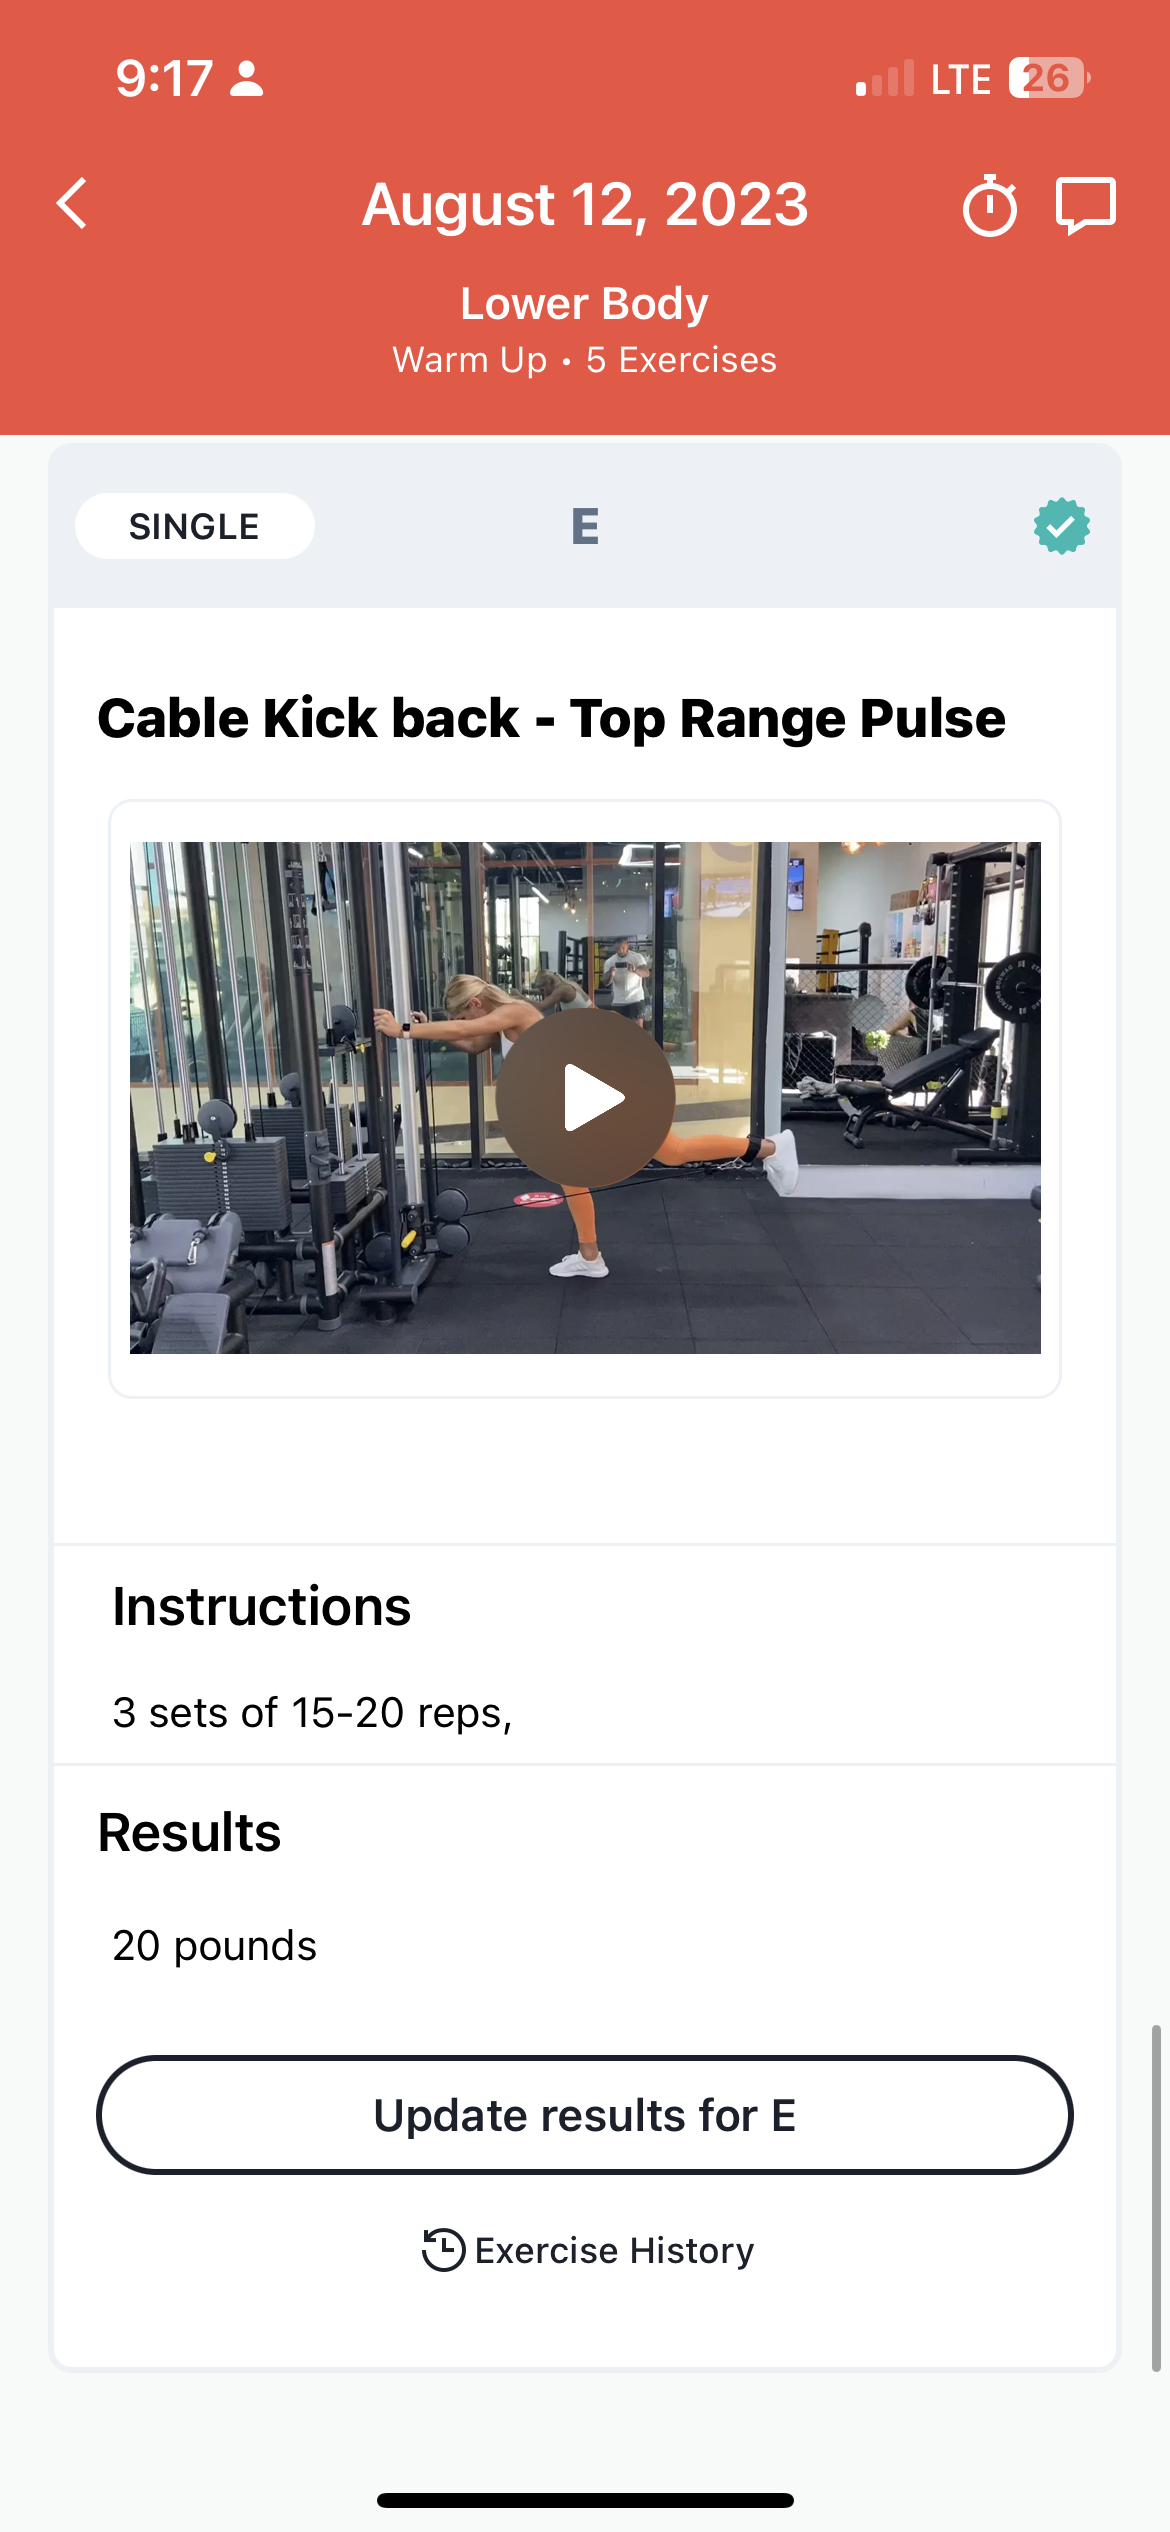 9:17
LTE 26
August 12, 2023
Lower Body
Warm Up • 5 Exercises
SINGLE
E
Cable Kick back - Top Range Pulse
Instructions
3 sets of 15-20 reps,
Results
20 pounds
Update results for E
Exercise History